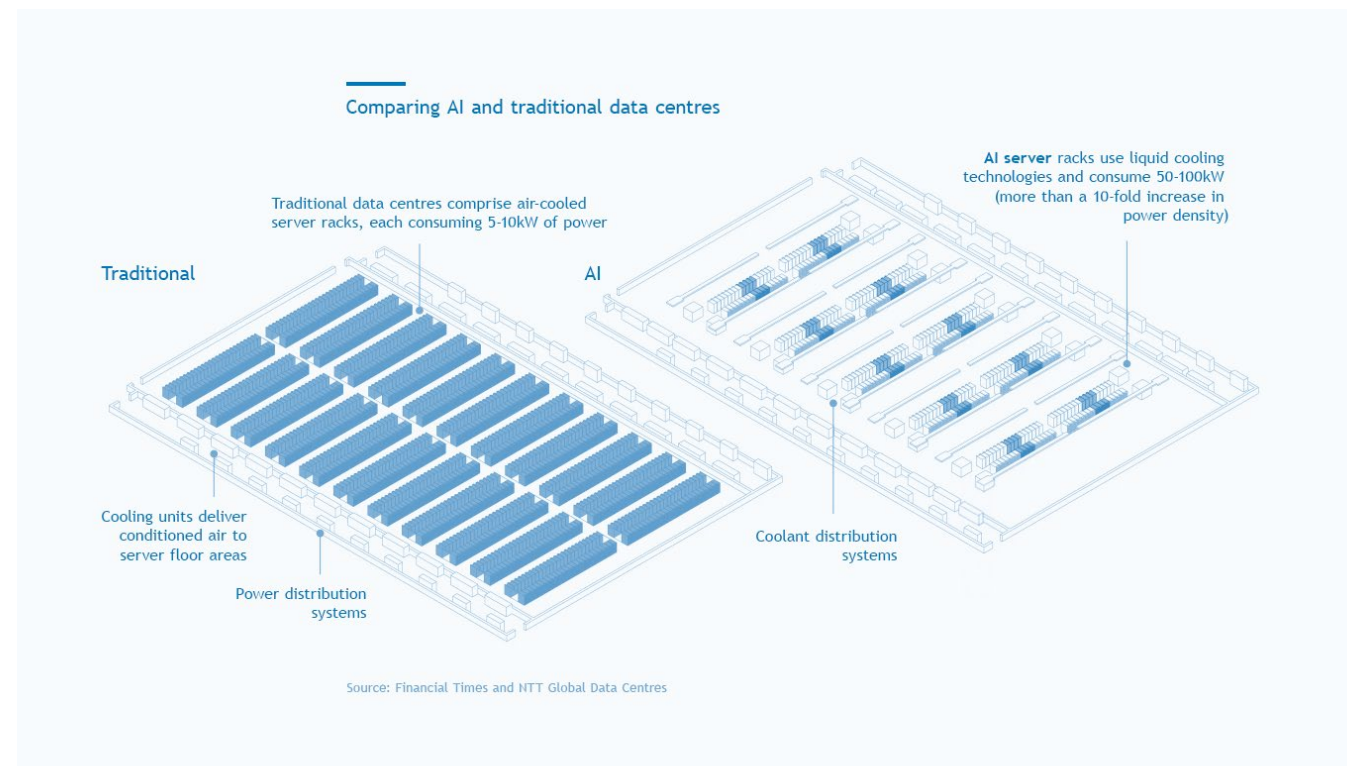 Comparing AI and traditional data centres
AI server racks use liquid cooling
technologies and consume 50-100kW
(more than a 10-fold increase in
power density)
Traditional data centres comprise air-cooled
server racks, each consuming 5-10kW of power
Traditional
AI
Cooling units deliver
conditioned air to
server floor areas
Coolant distribution
systems
Power distribution
systems
Source: Financial Times and NTT Global Data Centres